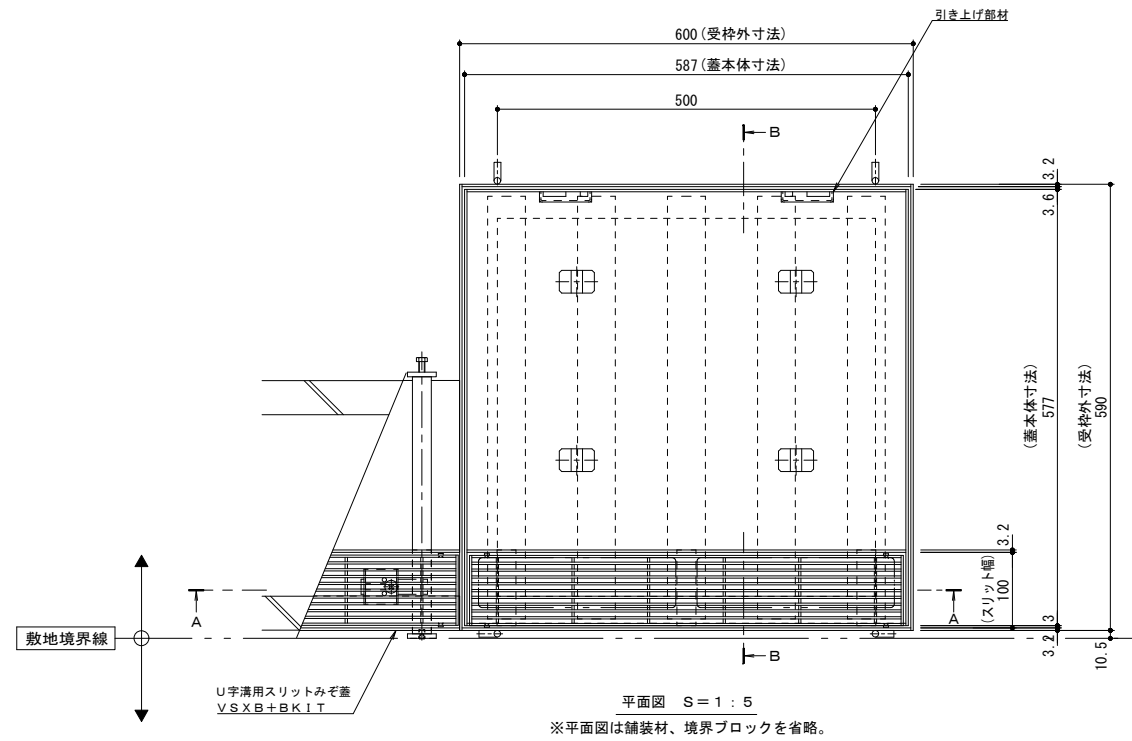 引き上げ部材
600(受枠外寸法)
587(蓋本体寸法)
500
B
3.2
3.6
(蓋本体寸法)
577
(受枠外寸法)
590
3.2
(スリット幅)
100
A
A
3
3.2
10.5
敷地境界線
B
U字溝用スリットみぞ蓋
VSXB+BKIT
平面図 S=1:5
※平面図は舗装材、境界ブロックを省略。